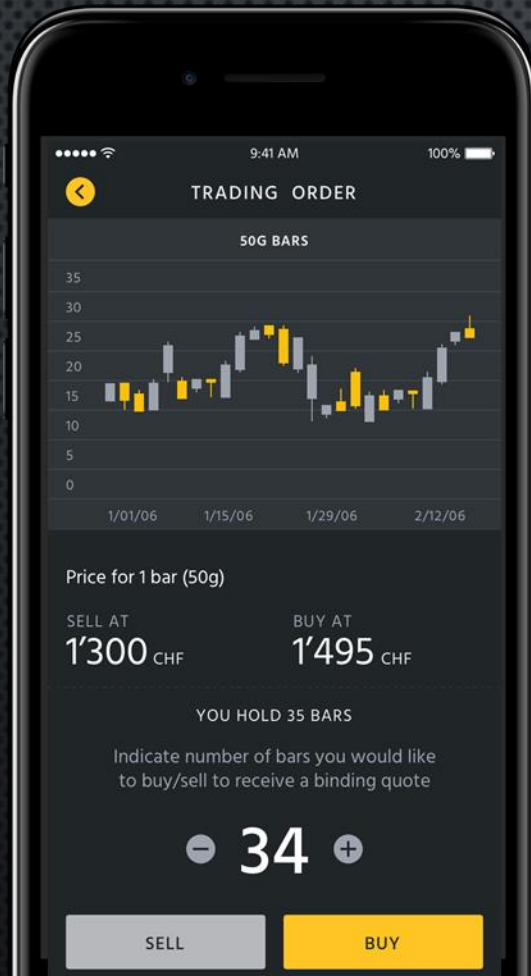 9:41 AM 100%
TRADING ORDER
50G BARS
35
30
25
20
15
10
5
0
1/01/06 1/15/06 1/29/06 2/12/06
Price for 1 bar (50g)
SELL AT BUY AT
1'300 CHF 1'495 CHF
YOU HOLD 35 BARS
Indicate number of bars you would like
to buy/sell to receive a binding quote
34
SELL BUY